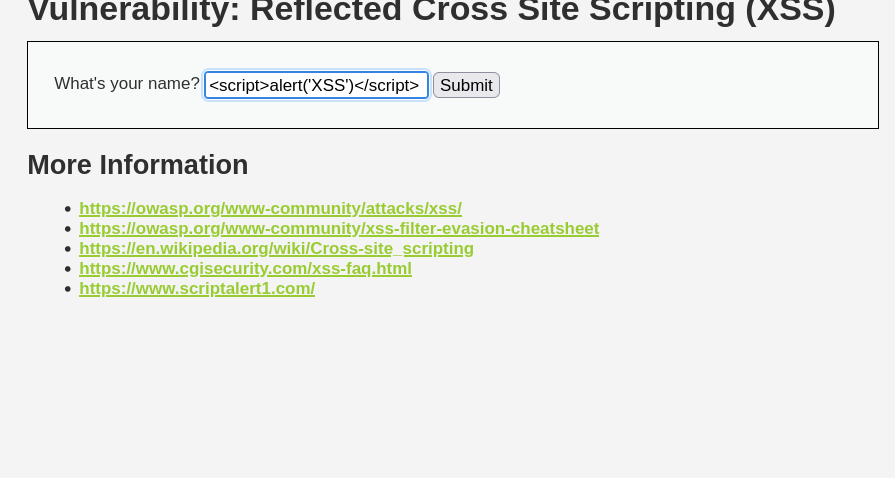 Vulnerability: Reflected Cross Site Scripting (XSS)
What's your name? <script>alert('XSS')</script> Submit
More Information
• https://owasp.org/www-community/attacks/xss/
• https://owasp.org/www-community/xss-filter-evasion-cheatsheet
• https://en.wikipedia.org/wiki/Cross-site_scripting
• https://www.cgisecurity.com/xss-faq.html
• https://www.scriptalert1.com/